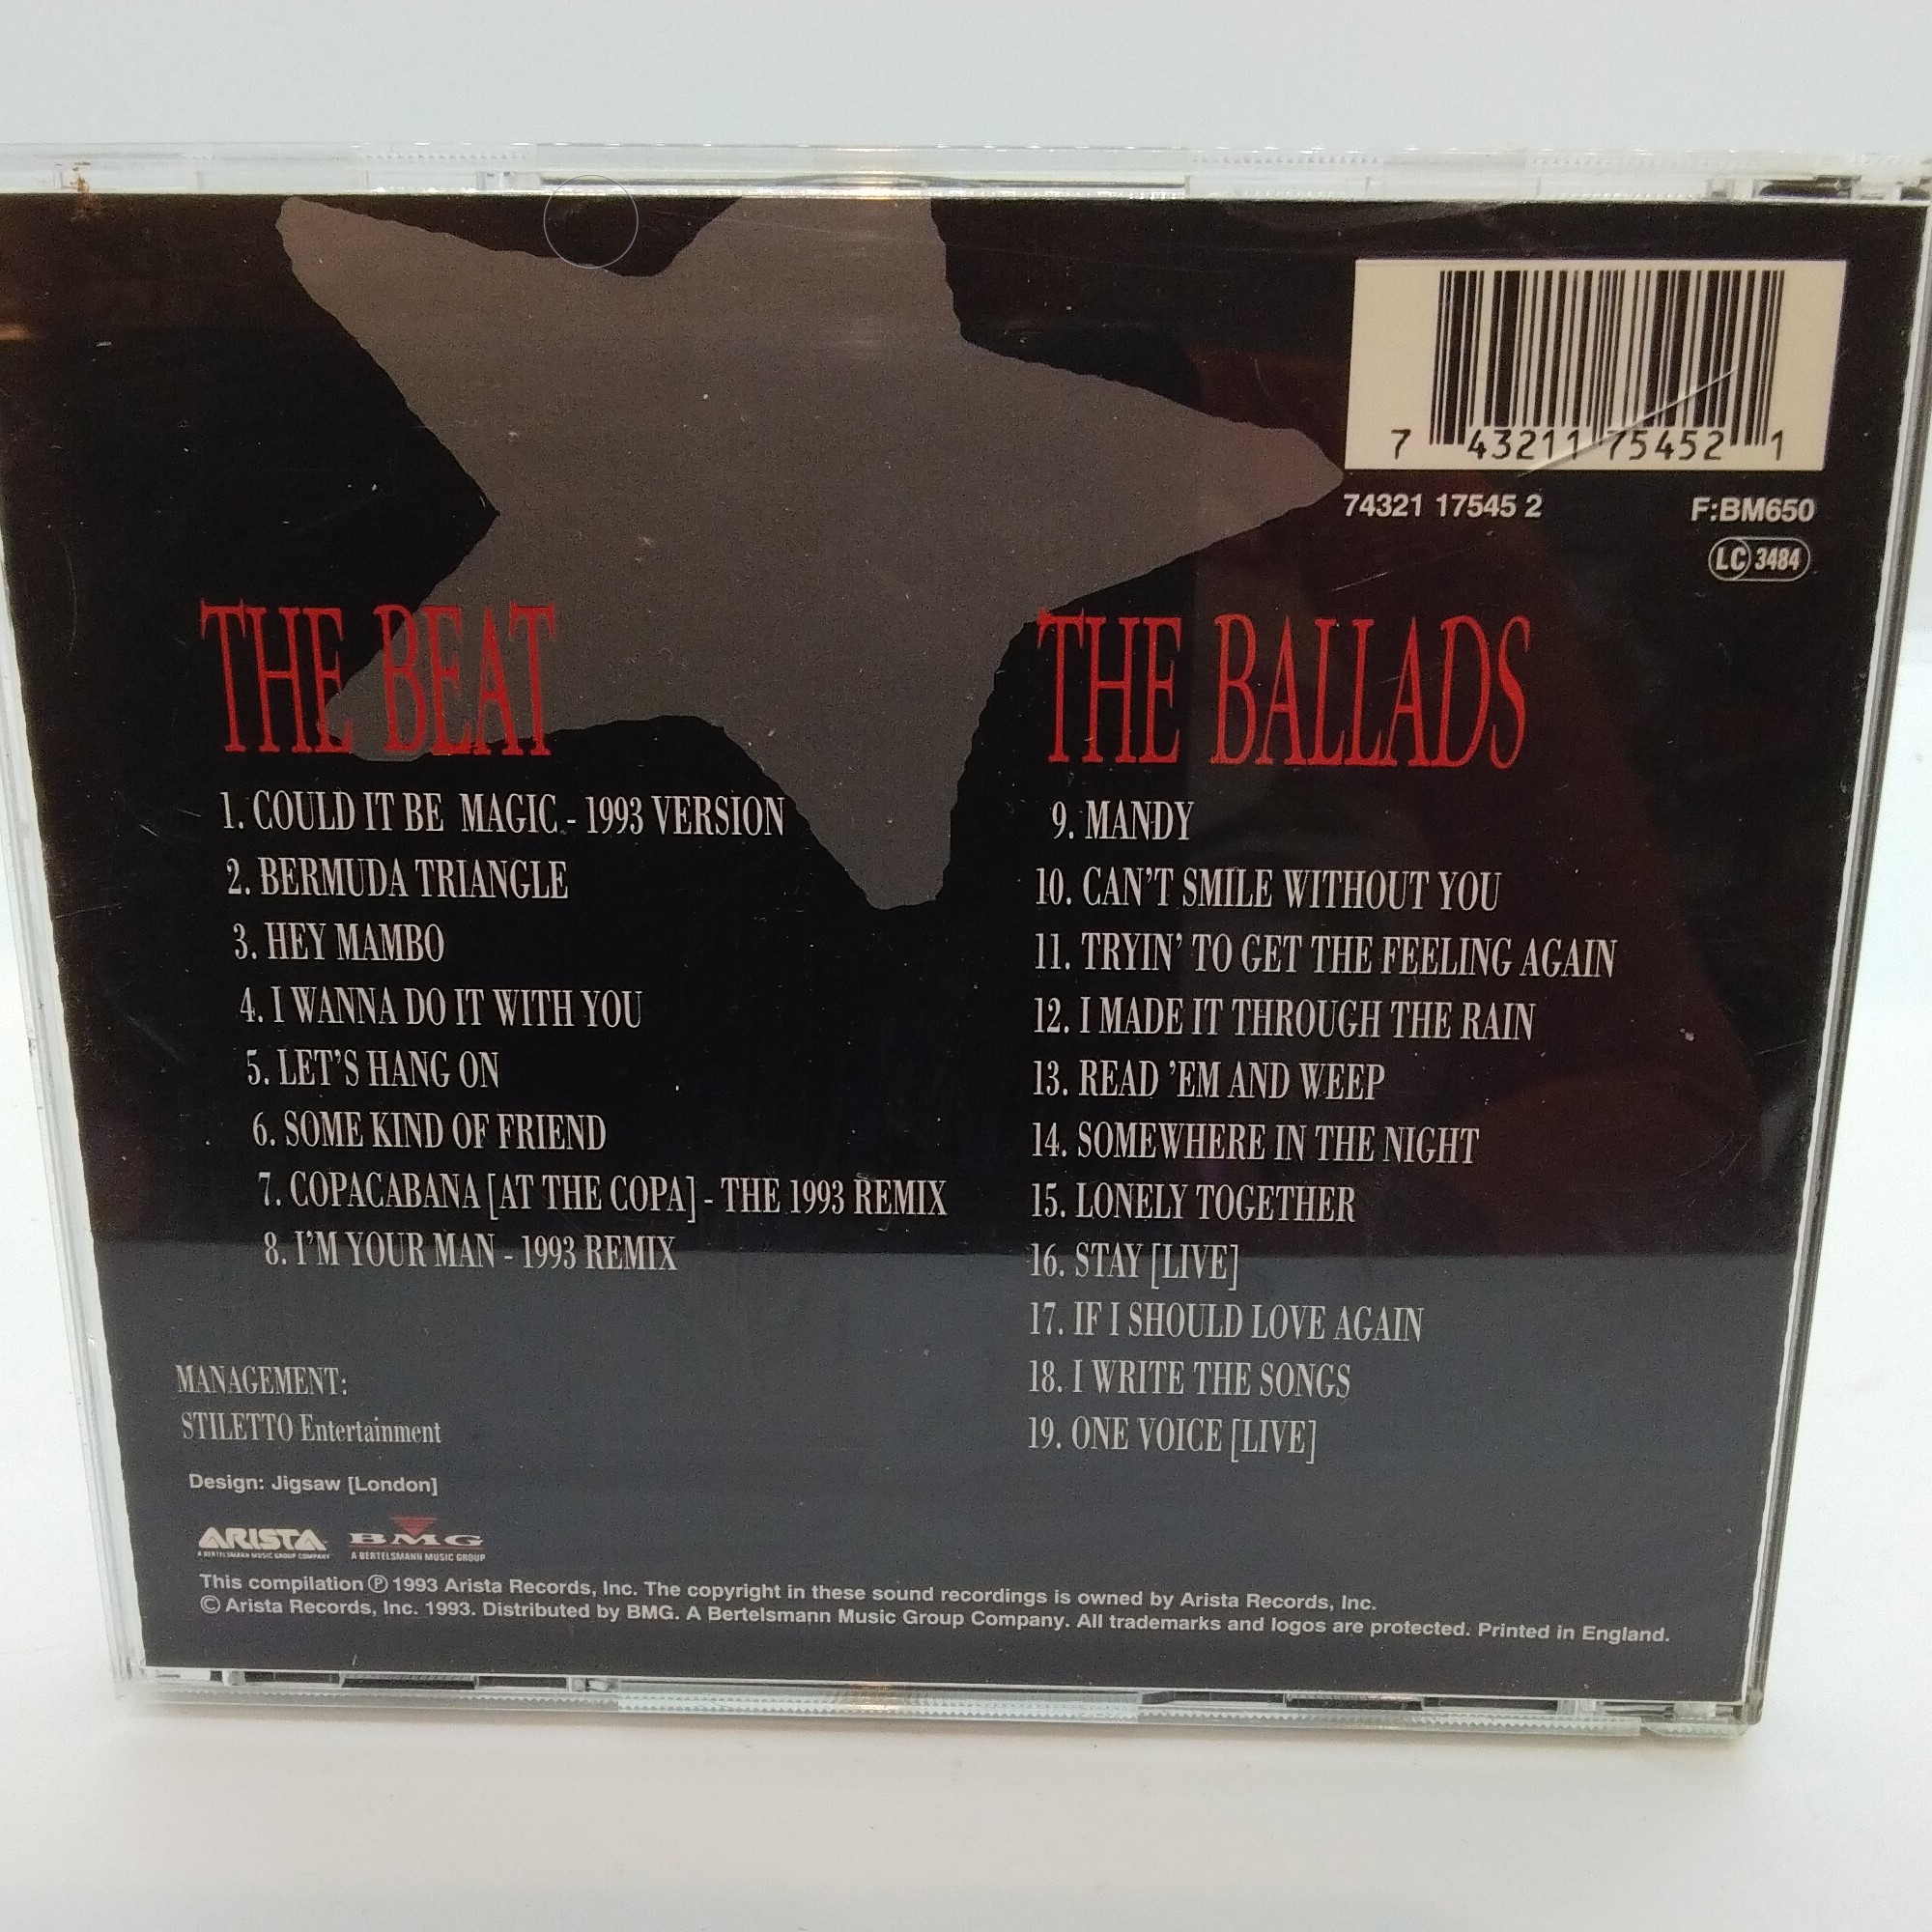 7 43211 75452 1
74321 17545 2 F:BM650
LC 3484
THE BEAT
1. COULD IT BE MAGIC - 1993 VERSION
2. BERMUDA TRIANGLE
3. HEY MAMBO
4. I WANNA DO IT WITH YOU
5. LET'S HANG ON
6. SOME KIND OF FRIEND
7. COPACABANA [AT THE COPA] - THE 1993 REMIX
8. I'M YOUR MAN - 1993 REMIX
THE BALLADS
9. MANDY
10. CAN'T SMILE WITHOUT YOU
11. TRYIN' TO GET THE FEELING AGAIN
12. I MADE IT THROUGH THE RAIN
13. READ 'EM AND WEEP
14. SOMEWHERE IN THE NIGHT
15. LONELY TOGETHER
16. STAY [LIVE]
17. IF I SHOULD LOVE AGAIN
18. I WRITE THE SONGS
19. ONE VOICE [LIVE]
MANAGEMENT:
STILETTO Entertainment
Design: Jigsaw [London]
ARISTA
A BERTELSMANN MUSIC GROUP COMPANY
BMG
A BERTELSMANN MUSIC GROUP
This compilation ℗ 1993 Arista Records, Inc. The copyright in these sound recordings is owned by Arista Records, Inc.
© Arista Records, Inc. 1993. Distributed by BMG. A Bertelsmann Music Group Company. All trademarks and logos are protected. Printed in England.